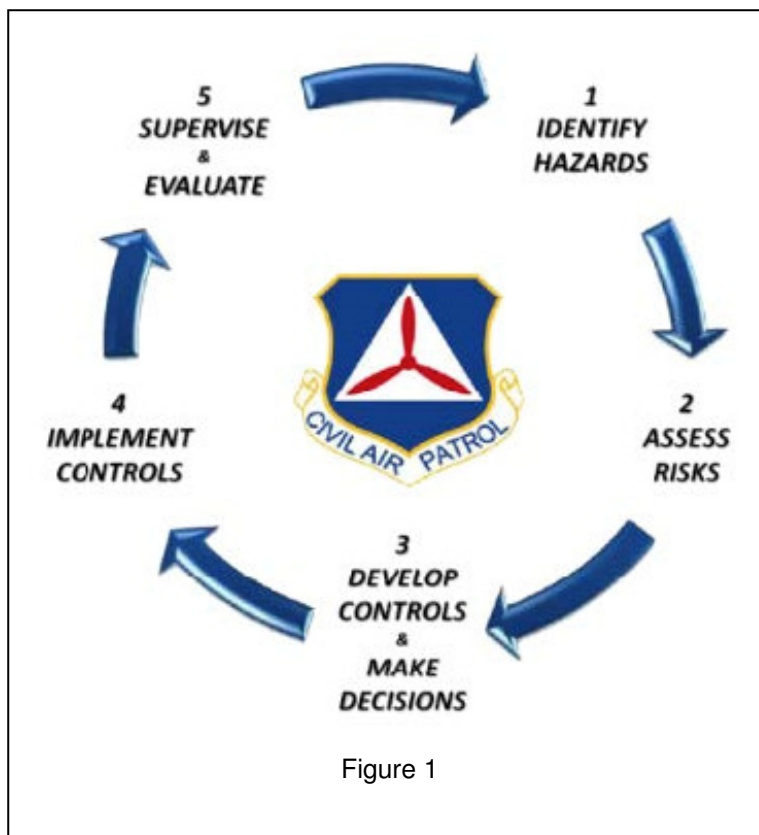 1
IDENTIFY
HAZARDS
2
ASSESS
RISKS
3
DEVELOP
CONTROLS
&
MAKE
DECISIONS
4
IMPLEMENT
CONTROLS
5
SUPERVISE
&
EVALUATE
CIVIL AIR PATROL
Figure 1